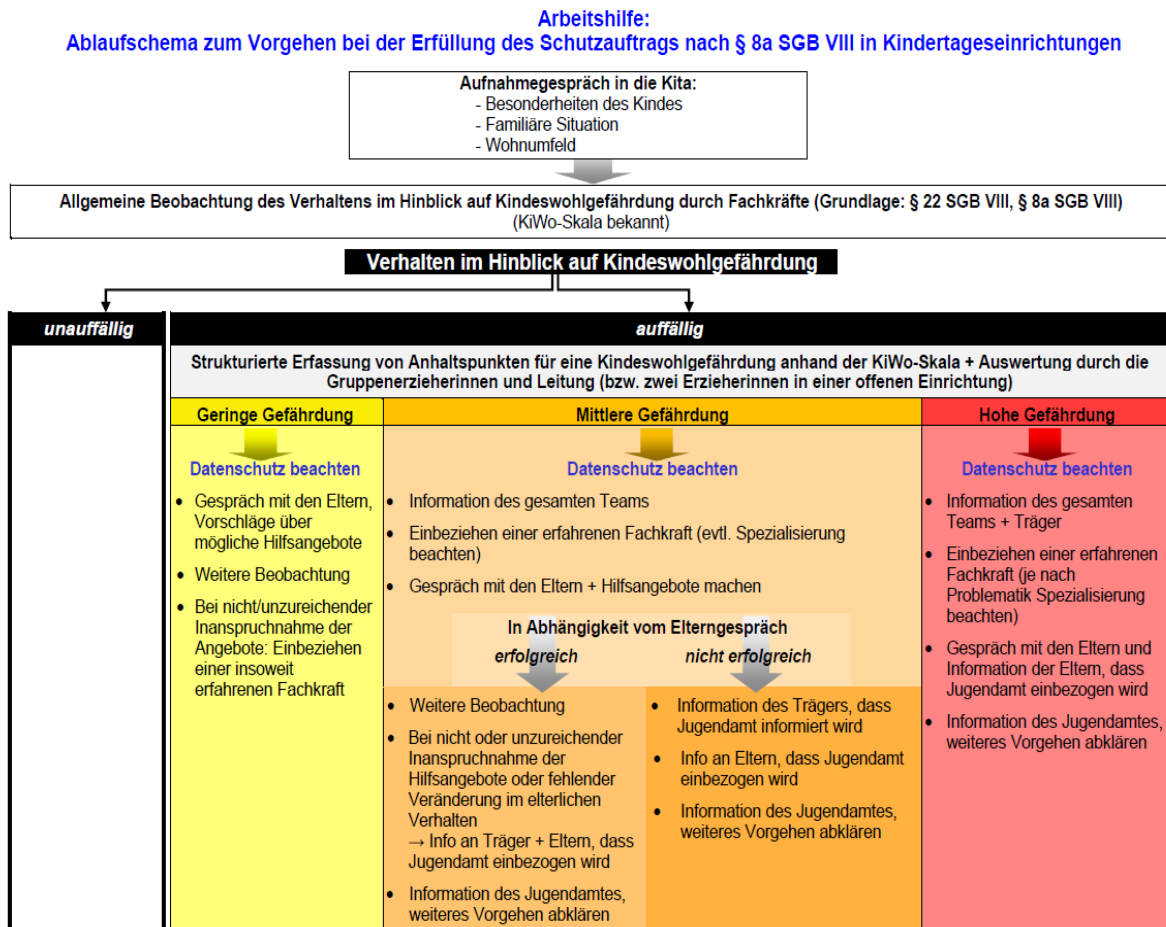 Arbeitshilfe:
Ablaufschema zum Vorgehen bei der Erfüllung des Schutzauftrags nach § 8a SGB VIII in Kindertageseinrichtungen
Aufnahmegespräch in die Kita:
- Besonderheiten des Kindes
- Familiäre Situation
- Wohnumfeld
Allgemeine Beobachtung des Verhaltens im Hinblick auf Kindeswohlgefährdung durch Fachkräfte (Grundlage: § 22 SGB VIII, § 8a SGB VIII)
(KiWo-Skala bekannt)
Verhalten im Hinblick auf Kindeswohlgefährdung
unauffällig
auffällig
Strukturierte Erfassung von Anhaltspunkten für eine Kindeswohlgefährdung anhand der KiWo-Skala + Auswertung durch die
Gruppenerzieherinnen und Leitung (bzw. zwei Erzieherinnen in einer offenen Einrichtung)
Geringe Gefährdung
Datenschutz beachten
• Gespräch mit den Eltern,
Vorschläge über
mögliche Hilfsangebote
• Weitere Beobachtung
• Bei nicht/unzureichender
Inanspruchnahme der
Angebote: Einbeziehen
einer insoweit
erfahrenen Fachkraft
Mittlere Gefährdung
Datenschutz beachten
• Information des gesamten Teams
• Einbeziehen einer erfahrenen Fachkraft (evtl. Spezialisierung
beachten)
• Gespräch mit den Eltern + Hilfsangebote machen
In Abhängigkeit vom Elterngespräch
erfolgreich
nicht erfolgreich
• Weitere Beobachtung
• Bei nicht oder unzureichender
Inanspruchnahme der
Hilfsangebote oder fehlender
Veränderung im elterlichen
Verhalten
→ Info an Träger + Eltern, dass
Jugendamt einbezogen wird
• Information des Jugendamtes,
weiteres Vorgehen abklären
• Information des Trägers, dass
Jugendamt informiert wird
• Info an Eltern, dass Jugendamt
einbezogen wird
• Information des Jugendamtes,
weiteres Vorgehen abklären
Hohe Gefährdung
Datenschutz beachten
• Information des gesamten
Teams + Träger
• Einbeziehen einer erfahrenen
Fachkraft (je nach
Problematik Spezialisierung
beachten)
• Gespräch mit den Eltern und
Information der Eltern, dass
Jugendamt einbezogen wird
• Information des Jugendamtes,
weiteres Vorgehen abklären